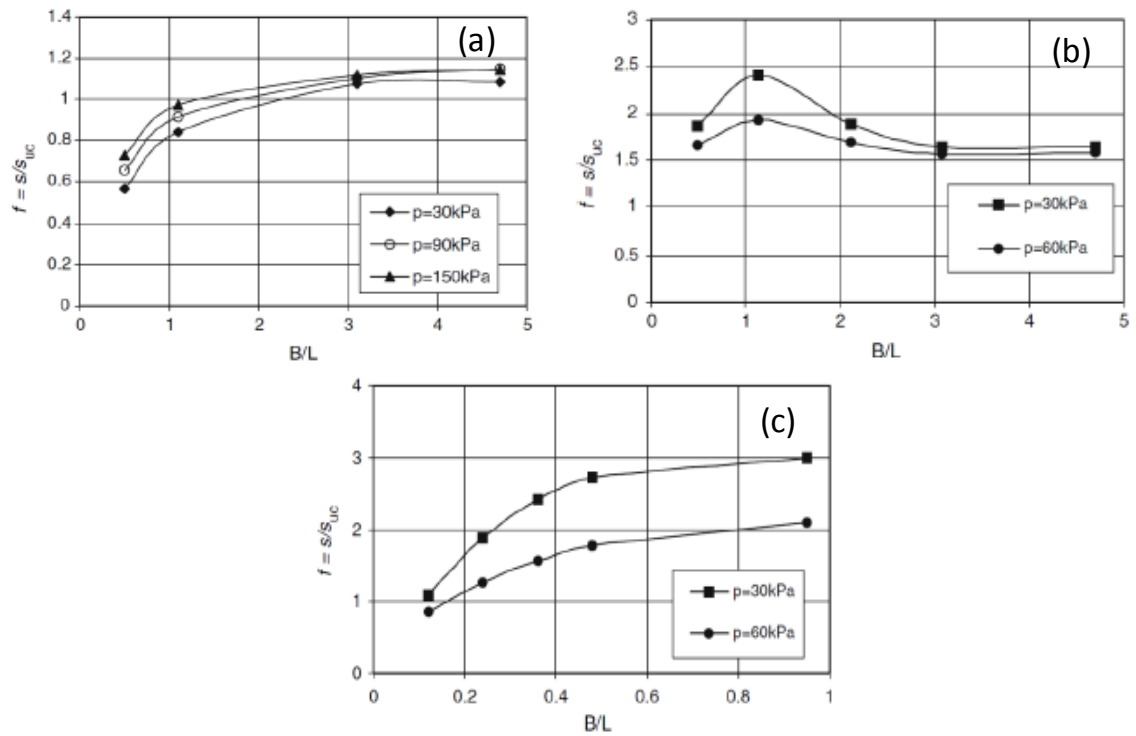 (a)
1.4
1.2
1
0.8
0.6
0.4
0.2
0
f = s/s_uc
p=30kPa
p=90kPa
p=150kPa
0 1 2 3 4 5
B/L
(b)
3
2.5
2
1.5
1
0.5
0
f = s/s_uc
p=30kPa
p=60kPa
0 1 2 3 4 5
B/L
(c)
4
3
2
1
0
f = s/s_uc
p=30kPa
p=60kPa
0 0.2 0.4 0.6 0.8 1
B/L